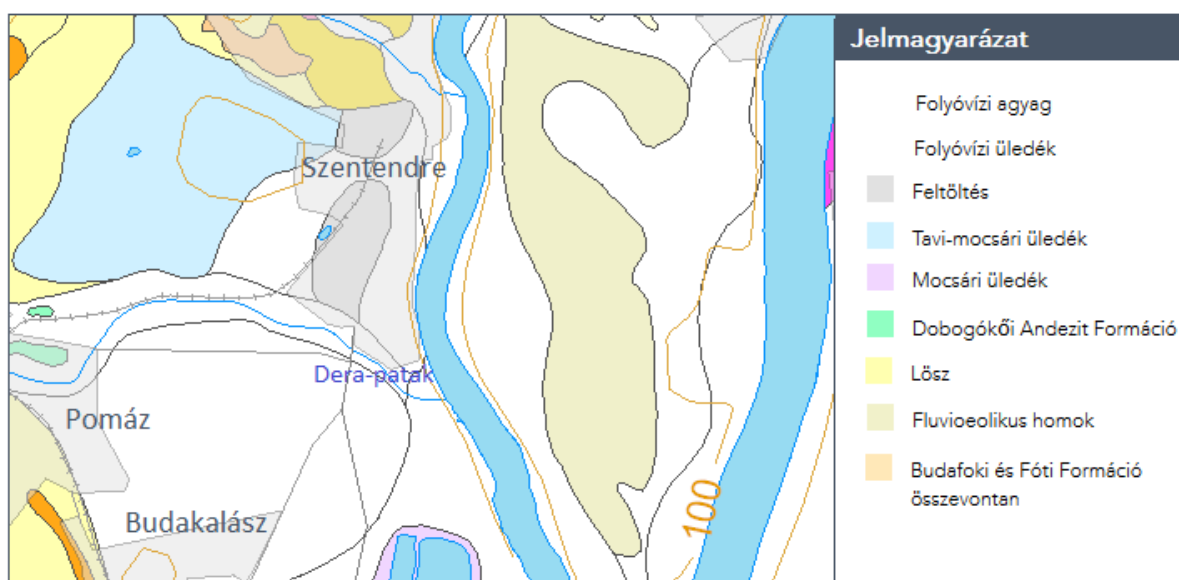 Szentendre
Dera-patak
Pomáz
100
Budakalász
Jelmagyarázat
Folyóvízi agyag
Folyóvízi üledék
Feltöltés
Tavi-mocsári üledék
Mocsári üledék
Dobogókői Andezit Formáció
Lösz
Fluvioeolikus homok
Budafoki és Fóti Formáció
összevontan